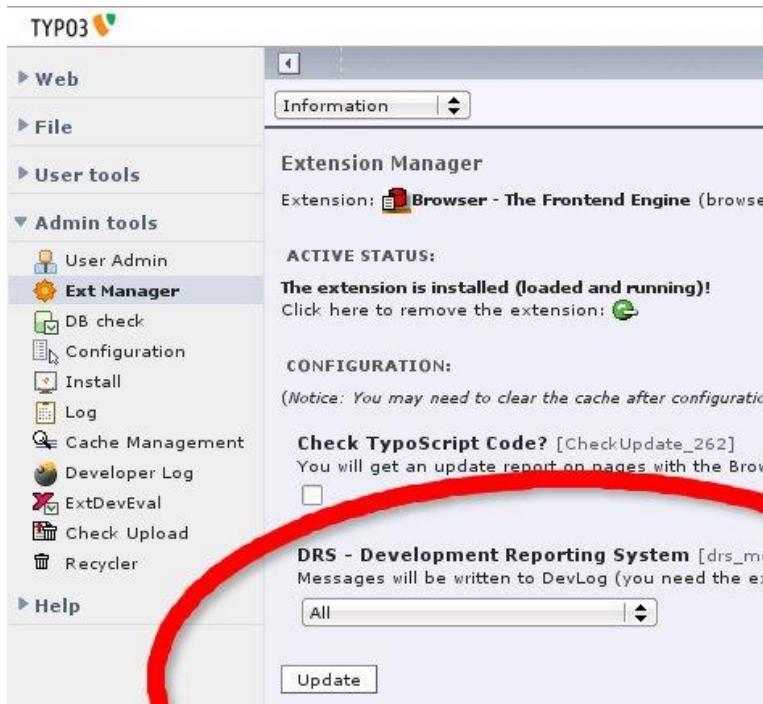 TYPO3
Web
File
User tools
Admin tools
User Admin
Ext Manager
DB check
Configuration
Install
Log
Cache Management
Developer Log
ExtDevEval
Check Upload
Recycler
Help
Information
Extension Manager
Extension: Browser - The Frontend Engine (browse
ACTIVE STATUS:
The extension is installed (loaded and running)!
Click here to remove the extension:
CONFIGURATION:
(Notice: You may need to clear the cache after configuratio
Check TypoScript Code? [CheckUpdate_262]
You will get an update report on pages with the Brow
DRS - Development Reporting System [drs_mo
Messages will be written to DevLog (you need the ex
All
Update